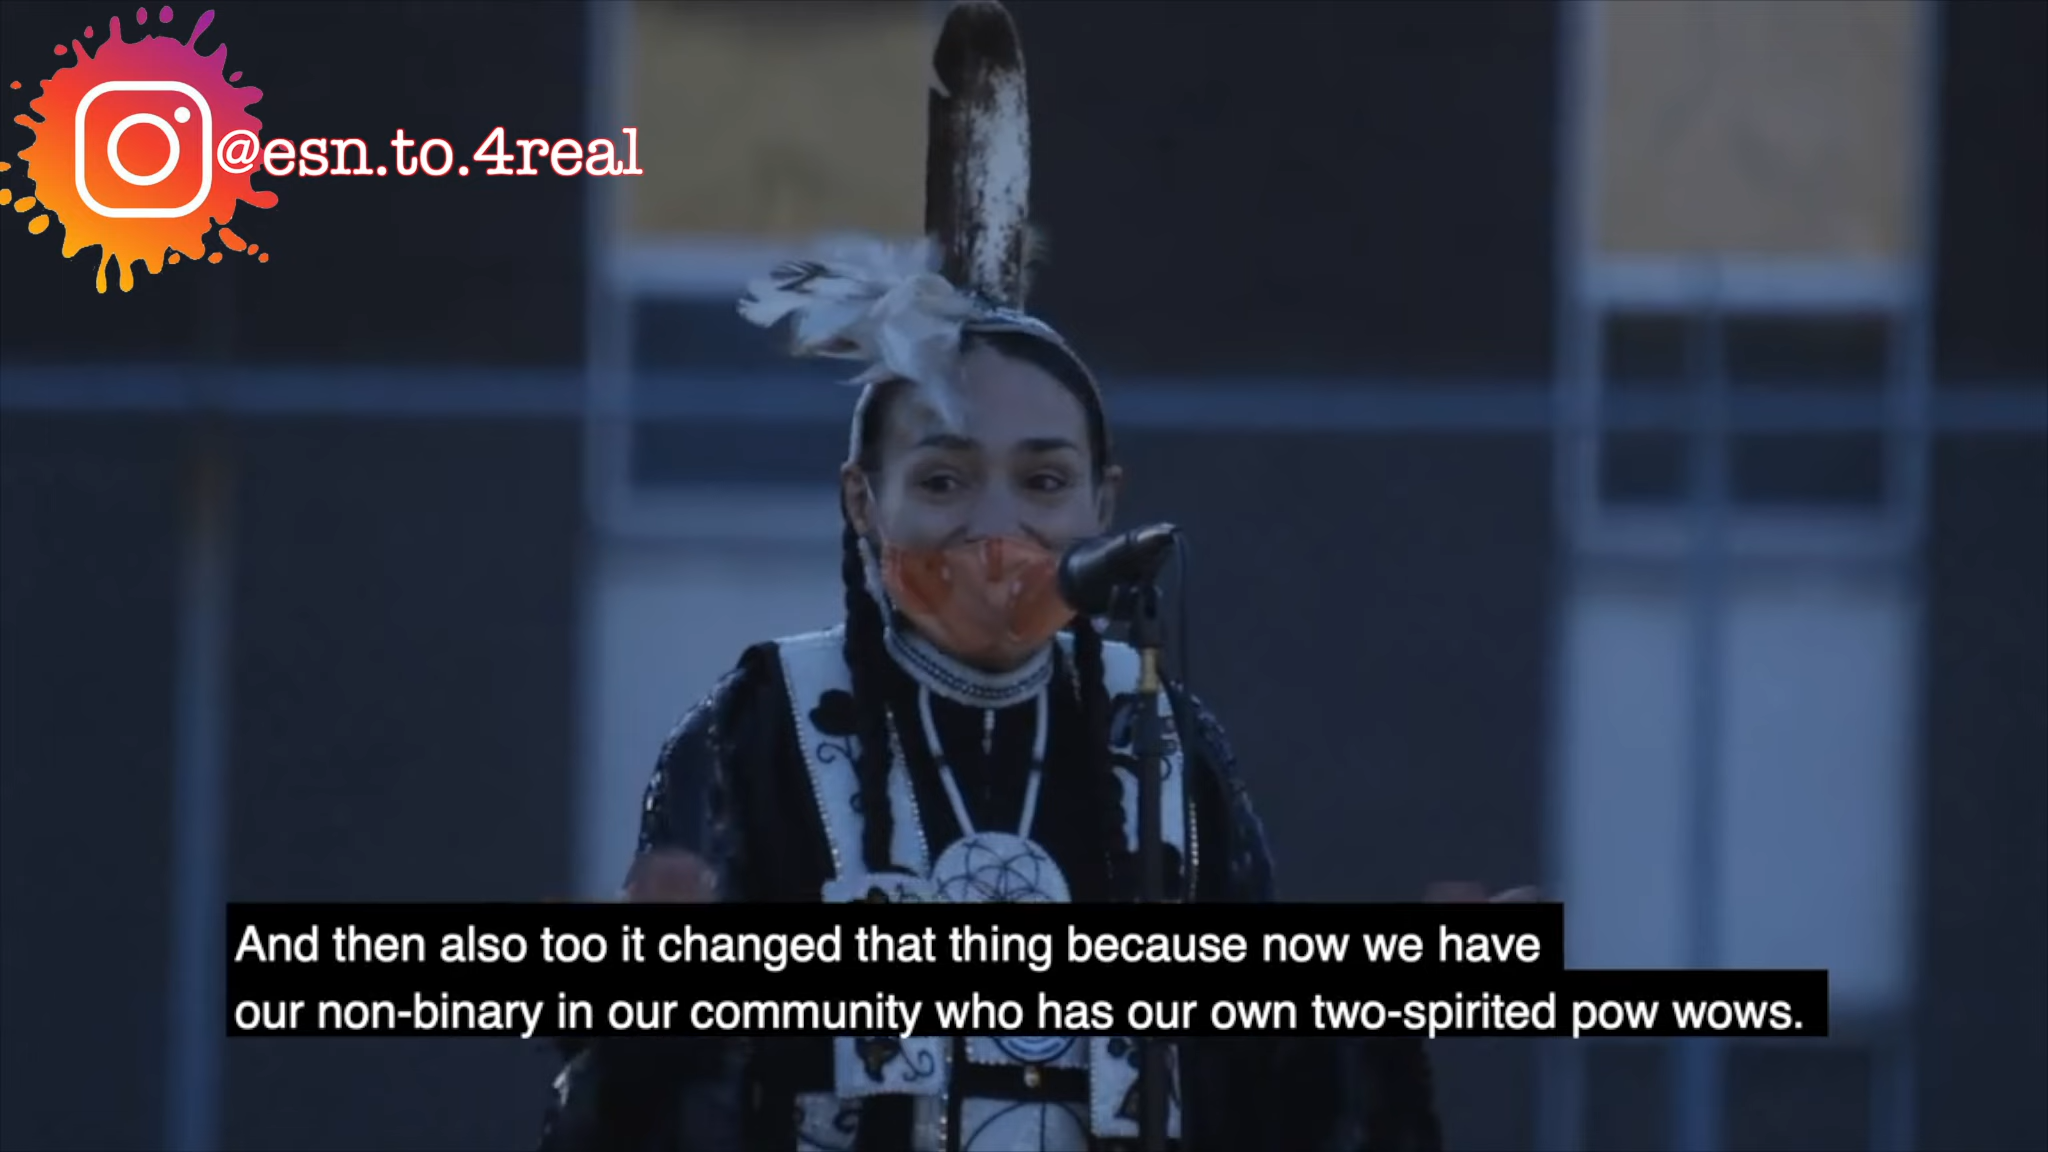 @esn.to.4real
And then also too it changed that thing because now we have
our non-binary in our community who has our own two-spirited pow wows.